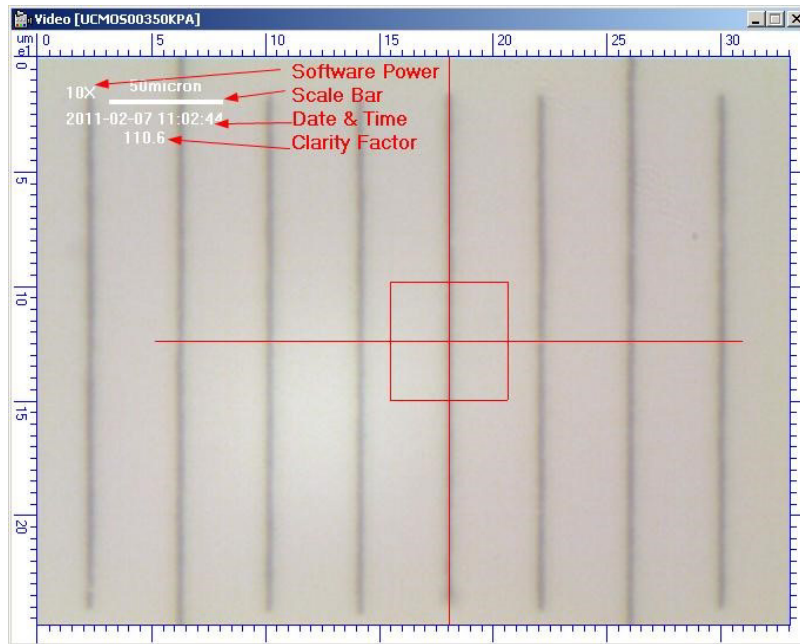 Video [UCMOS00350KPA]
um 0 5 10 15 20 25 30
e1
0
5
10
15
20
50micron Software Power
10X
Scale Bar
2011-02-07 11:02:44 Date & Time
110.6 Clarity Factor